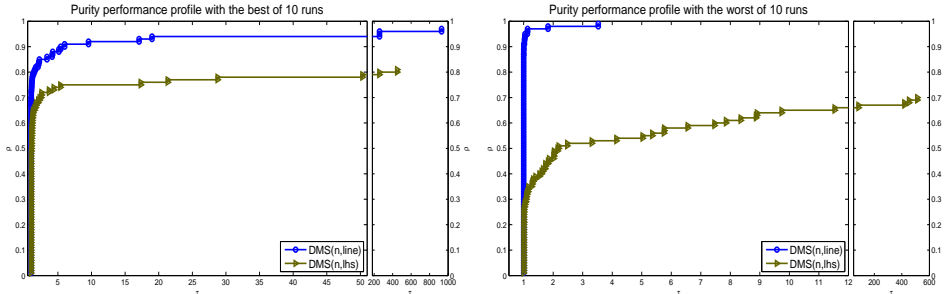 Purity performance profile with the best of 10 runs
1
0.9
0.8
0.7
0.6
0.5
0.4
0.3
0.2
0.1
0
ρ
5 10 15 20 25 30 35 40 45 50
τ
DMS(n,line)
DMS(n,lhs)
200 400 600 800 1000
τ
1
0.9
0.8
0.7
0.6
0.5
0.4
0.3
0.2
0.1
0
Purity performance profile with the worst of 10 runs
1
0.9
0.8
0.7
0.6
0.5
0.4
0.3
0.2
0.1
0
ρ
1 2 3 4 5 6 7 8 9 10 11 12
τ
DMS(n,line)
DMS(n,lhs)
200 300 400 500 600
τ
1
0.9
0.8
0.7
0.6
0.5
0.4
0.3
0.2
0.1
0
ρ